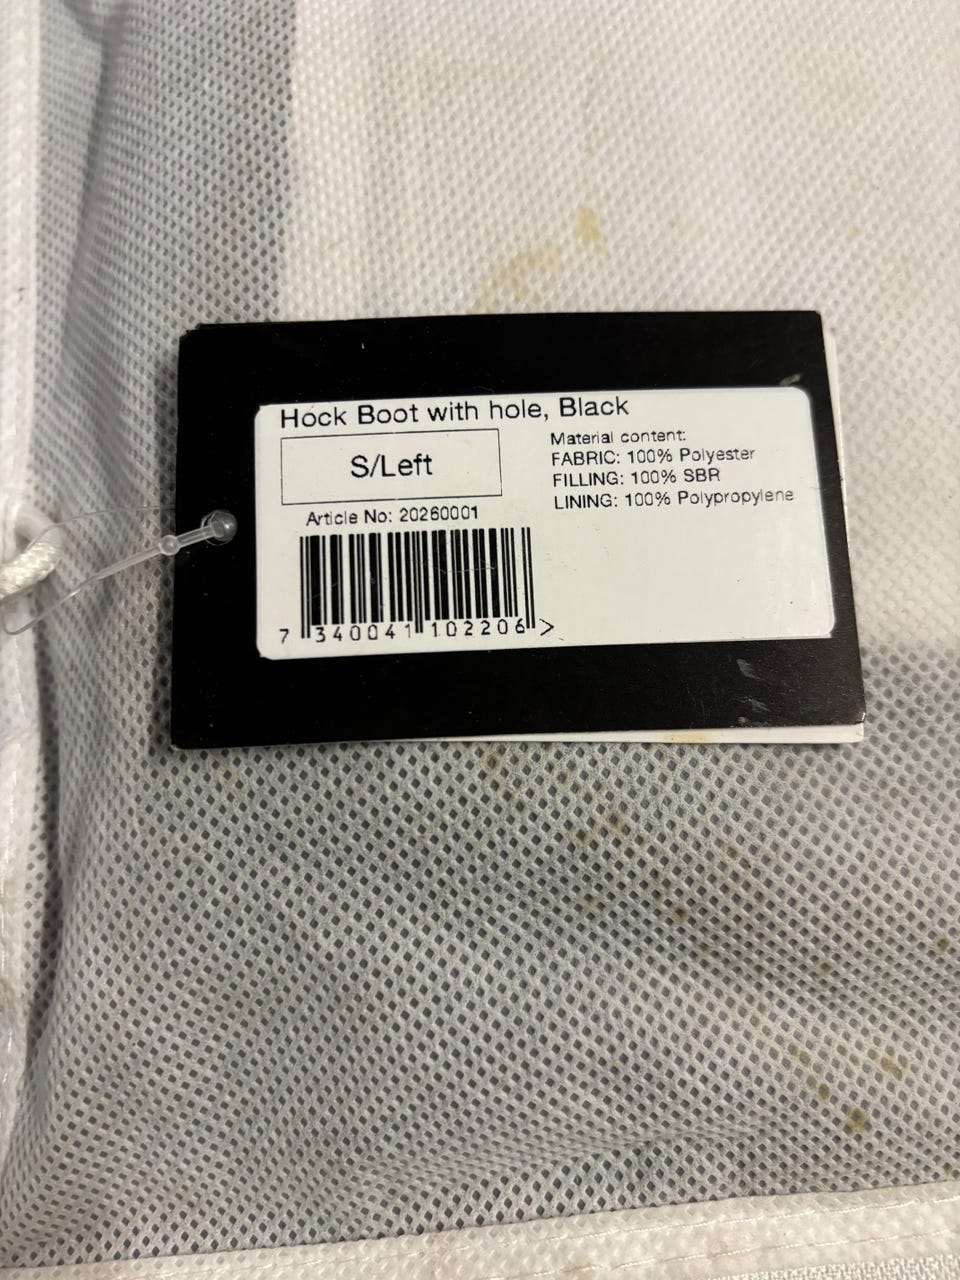 Hock Boot with hole, Black
S/Left
Article No: 20260001
7 340041 102206 >
Material content:
FABRIC: 100% Polyester
FILLING: 100% SBR
LINING: 100% Polypropylene